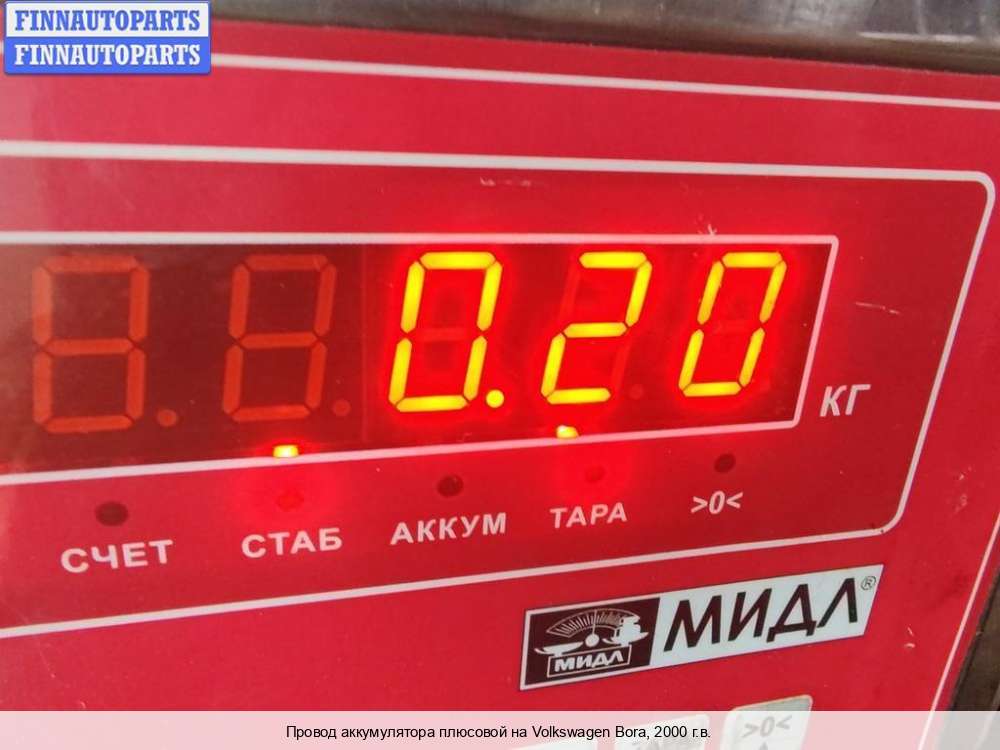 FINNAUTOPARTS
FINNAUTOPARTS
0.20
КГ
СЧЕТ СТАБ АККУМ ТАРА >0<
МИДЛ МИДЛ®
>0<
Провод аккумулятора плюсовой на Volkswagen Bora, 2000 г.в.